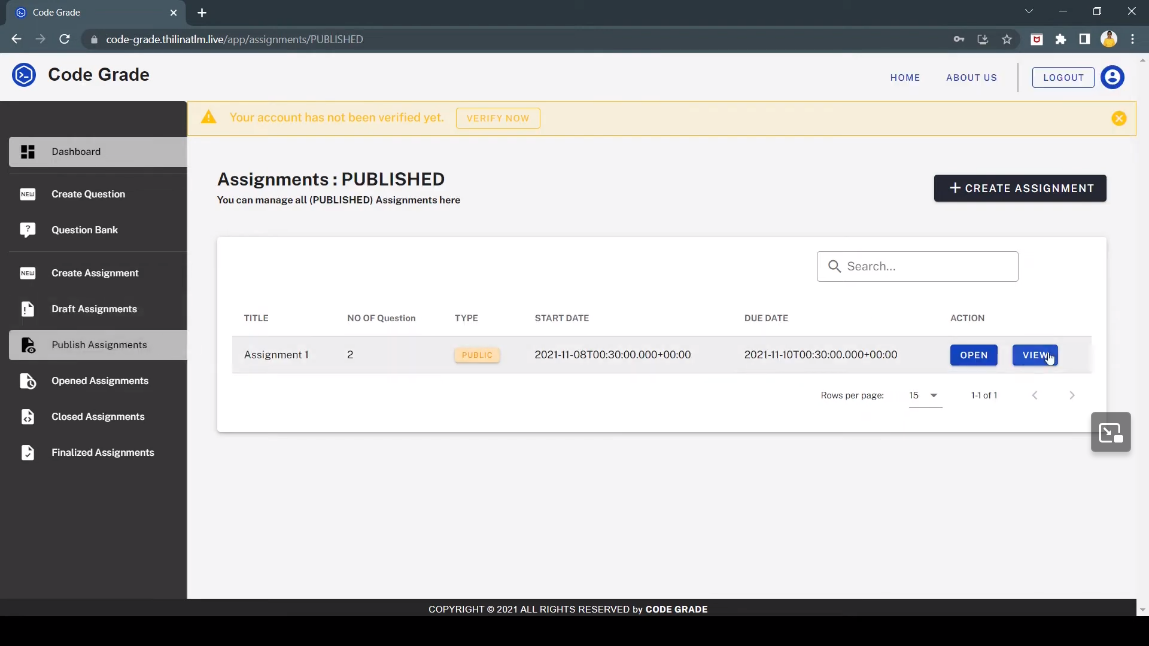 Code Grade
code-grade.thilinatlm.live/app/assignments/PUBLISHED
Code Grade
HOME
ABOUT US
LOGOUT
Your account has not been verified yet.
VERIFY NOW
Dashboard
NEW Create Question
? Question Bank
NEW Create Assignment
Draft Assignments
Publish Assignments
Opened Assignments
Closed Assignments
Finalized Assignments
Assignments : PUBLISHED
You can manage all (PUBLISHED) Assignments here
+ CREATE ASSIGNMENT
Search...
TITLE NO OF Question TYPE START DATE DUE DATE ACTION
Assignment 1 2 PUBLIC 2021-11-08T00:30:00.000+00:00 2021-11-10T00:30:00.000+00:00 OPEN VIEW
Rows per page: 15 1-1 of 1
COPYRIGHT © 2021 ALL RIGHTS RESERVED by CODE GRADE